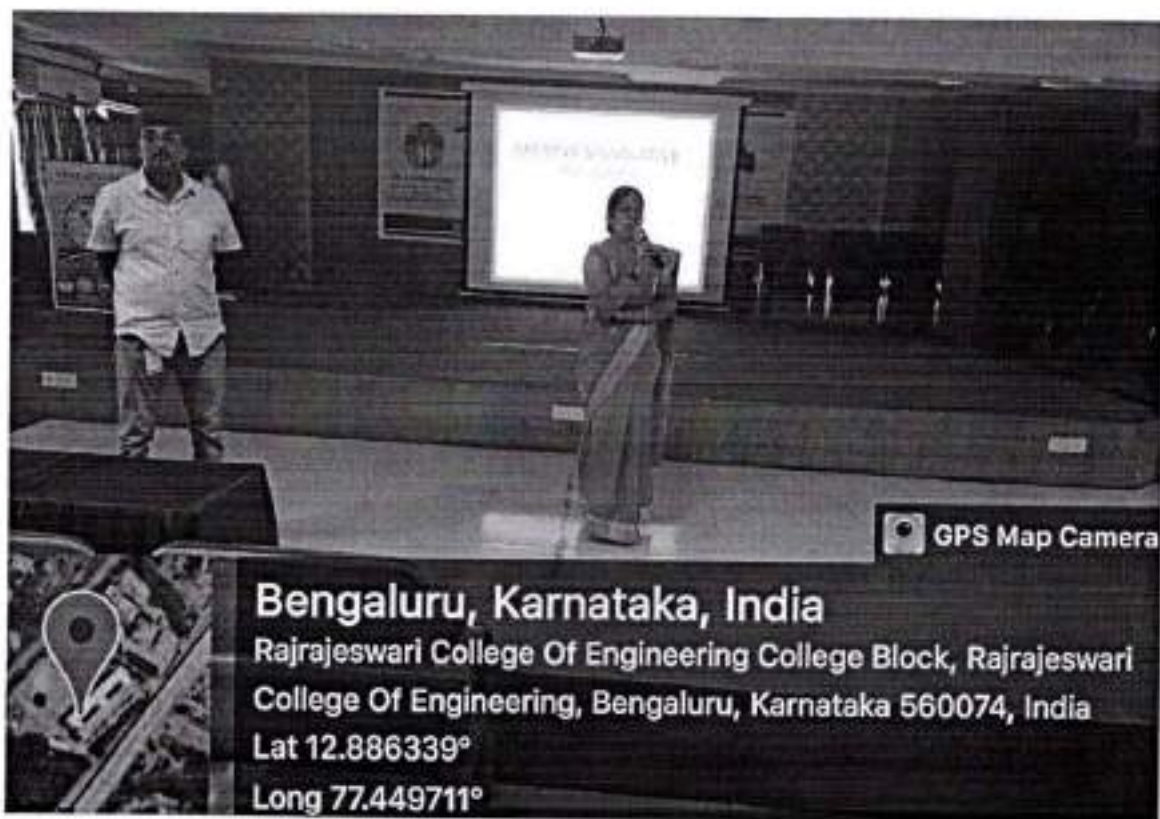 GPS Map Camera
Bengaluru, Karnataka, India
Rajrajeswari College Of Engineering College Block, Rajrajeswari
College Of Engineering, Bengaluru, Karnataka 560074, India
Lat 12.886339°
Long 77.449711°